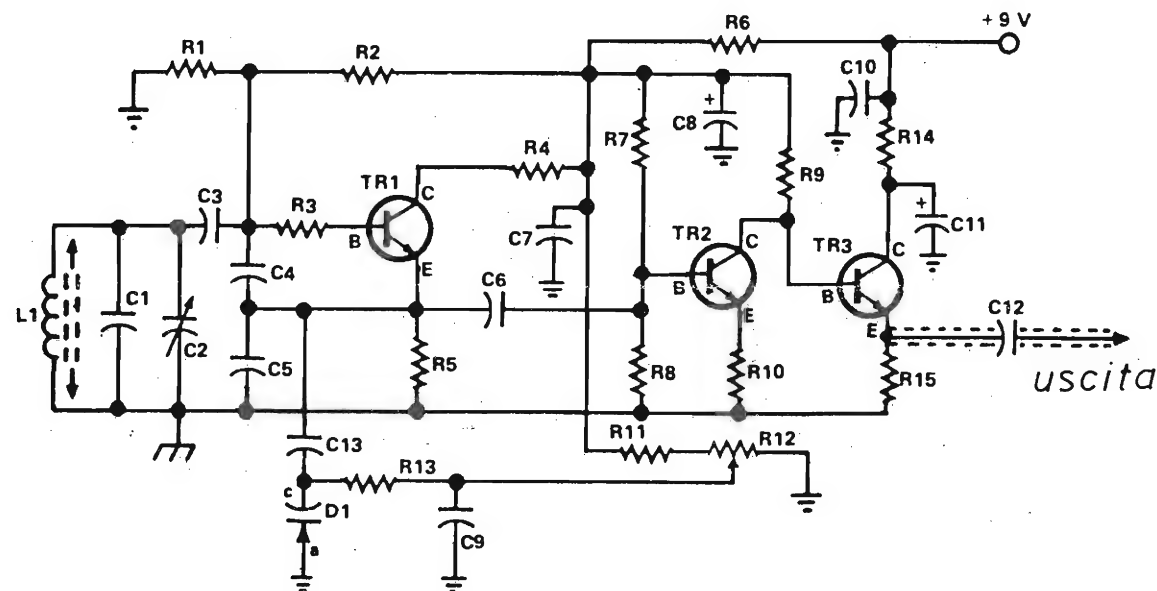 + 9 V
R6
R1
R2
C10
+
C8
R7
R14
R4
R9
TR1
C
C3
R3
+
C11
B
C7
TR2
C
TR3
C
E
C4
C6
B
B
L1
C1
C2
E
E
C12
C5
R5
R8
R10
R15
uscita
C13
R11
R12
R13
c
D1
a
C9